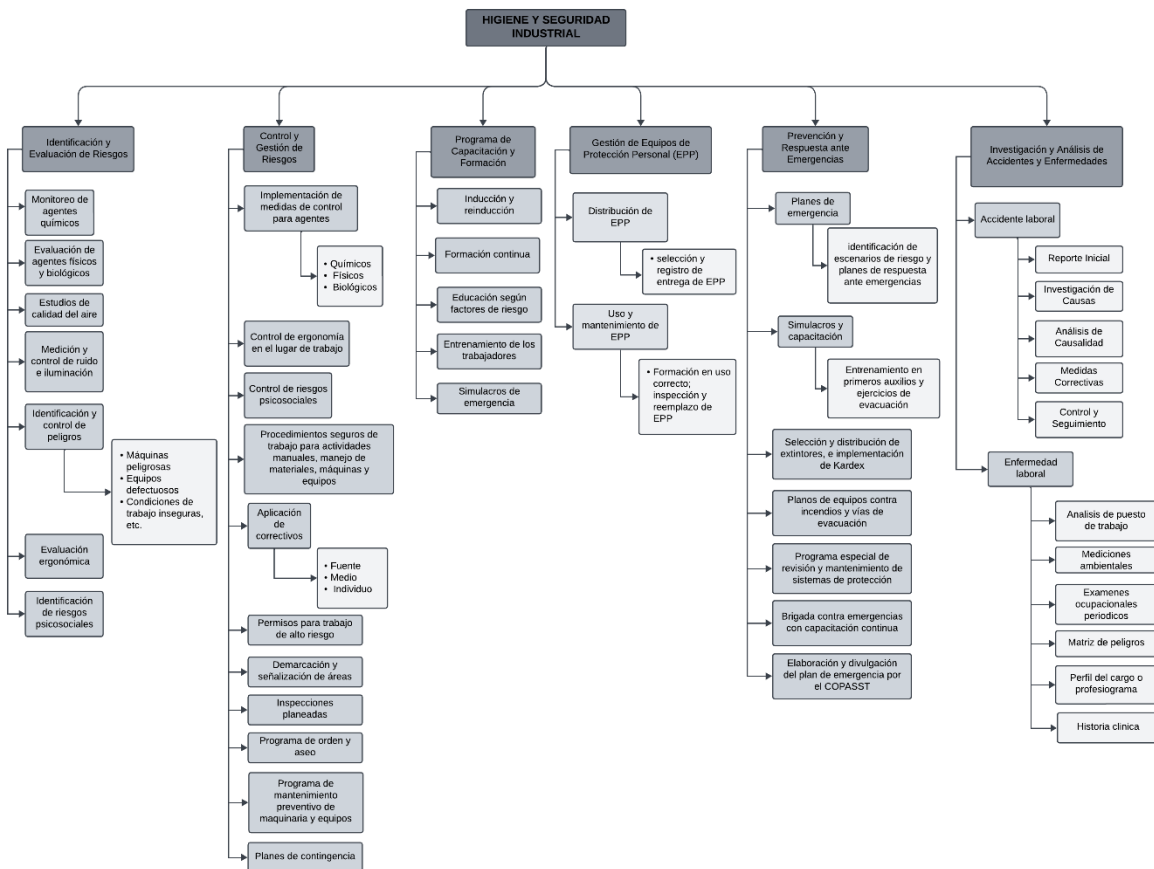 HIGIENE Y SEGURIDAD
INDUSTRIAL
Identificación y
Evaluación de Riesgos
Monitoreo de
agentes
químicos
Evaluación de
agentes físicos
y biológicos
Estudios de
calidad del aire
Medición y
control de ruido
e iluminación
Identificación y
control de
peligros
• Máquinas
peligrosas
• Equipos
defectuosos
• Condiciones de
trabajo inseguras,
etc.
Evaluación
ergonómica
Identificación
de riesgos
psicosociales
Control y
Gestión de
Riesgos
Implementación de
medidas de control
para agentes
• Químicos
• Físicos
• Biológicos
Control de ergonomía
en el lugar de trabajo
Control de riesgos
psicosociales
Procedimientos seguros de
trabajo para actividades
manuales, manejo de
materiales, máquinas y
equipos
Aplicación
de
correctivos
• Fuente
• Medio
• Individuo
Permisos para trabajo
de alto riesgo
Demarcación y
señalización de áreas
Inspecciones
planeadas
Programa de orden y
aseo
Programa de
mantenimiento
preventivo de
maquinaria y equipos
Planes de contingencia
Programa de
Capacitación y
Formación
Inducción y
reinducción
Formación continua
Educación según
factores de riesgo
Entrenamiento de los
trabajadores
Simulacros de
emergencia
Gestión de Equipos de
Protección Personal (EPP)
Distribución de
EPP
• selección y
registro de
entrega de EPP
Uso y
mantenimiento de
EPP
• Formación en uso
correcto;
inspección y
reemplazo de
EPP
Prevención y
Respuesta ante
Emergencias
Planes de
emergencia
identificación de
escenarios de riesgo y
planes de respuesta
ante emergencias
Simulacros y
capacitación
Entrenamiento en
primeros auxilios y
ejercicios de
evacuación
Selección y distribución de
extintores, e implementación
de Kardex
Planos de equipos contra
incendios y vías de
evacuación
Programa especial de
revisión y mantenimiento de
sistemas de protección
Brigada contra emergencias
con capacitación continua
Elaboración y divulgación
del plan de emergencia por
el COPASST
Investigación y Análisis de
Accidentes y Enfermedades
Accidente laboral
Reporte Inicial
Investigación de
Causas
Análisis de
Causalidad
Medidas
Correctivas
Control y
Seguimiento
Enfermedad
laboral
Analisis de puesto
de trabajo
Mediciones
ambientales
Examenes
ocupacionales
periodicos
Matriz de peligros
Perfil del cargo o
profesiograma
Historia clinica